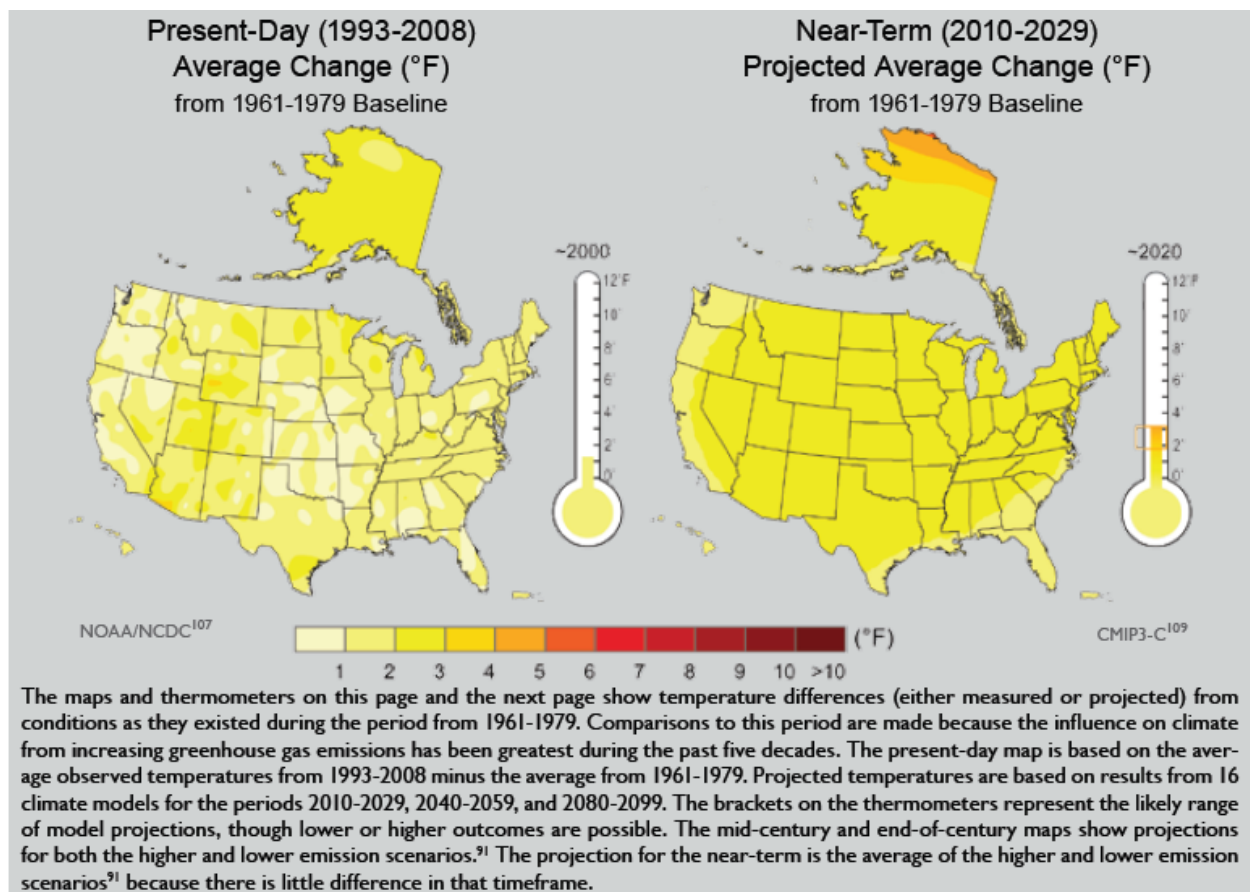 Present-Day (1993-2008)
Average Change (°F)
from 1961-1979 Baseline
Near-Term (2010-2029)
Projected Average Change (°F)
from 1961-1979 Baseline
~2000
12°F
10°
8°
6°
4°
2°
0°
~2020
12°F
10°
8°
6°
4°
2°
0°
NOAA/NCDC107
CMIP3-C109
(°F)
1 2 3 4 5 6 7 8 9 10 >10
The maps and thermometers on this page and the next page show temperature differences (either measured or projected) from
conditions as they existed during the period from 1961-1979. Comparisons to this period are made because the influence on climate
from increasing greenhouse gas emissions has been greatest during the past five decades. The present-day map is based on the aver-
age observed temperatures from 1993-2008 minus the average from 1961-1979. Projected temperatures are based on results from 16
climate models for the periods 2010-2029, 2040-2059, and 2080-2099. The brackets on the thermometers represent the likely range
of model projections, though lower or higher outcomes are possible. The mid-century and end-of-century maps show projections
for both the higher and lower emission scenarios.91 The projection for the near-term is the average of the higher and lower emission
scenarios91 because there is little difference in that timeframe.